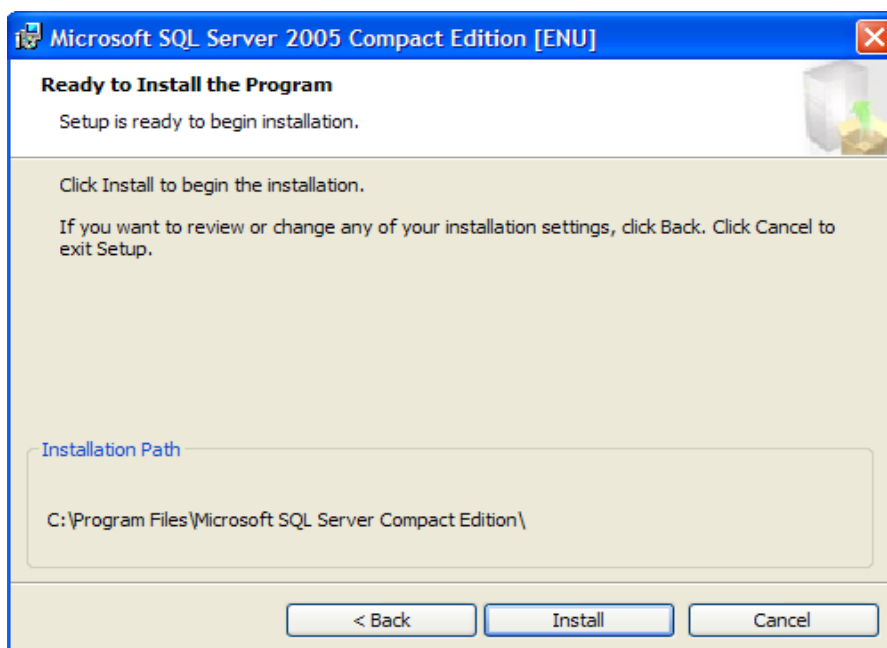 Microsoft SQL Server 2005 Compact Edition [ENU]
Ready to Install the Program
Setup is ready to begin installation.
Click Install to begin the installation.
If you want to review or change any of your installation settings, click Back. Click Cancel to
exit Setup.
Installation Path
C:\Program Files\Microsoft SQL Server Compact Edition\
< Back
Install
Cancel